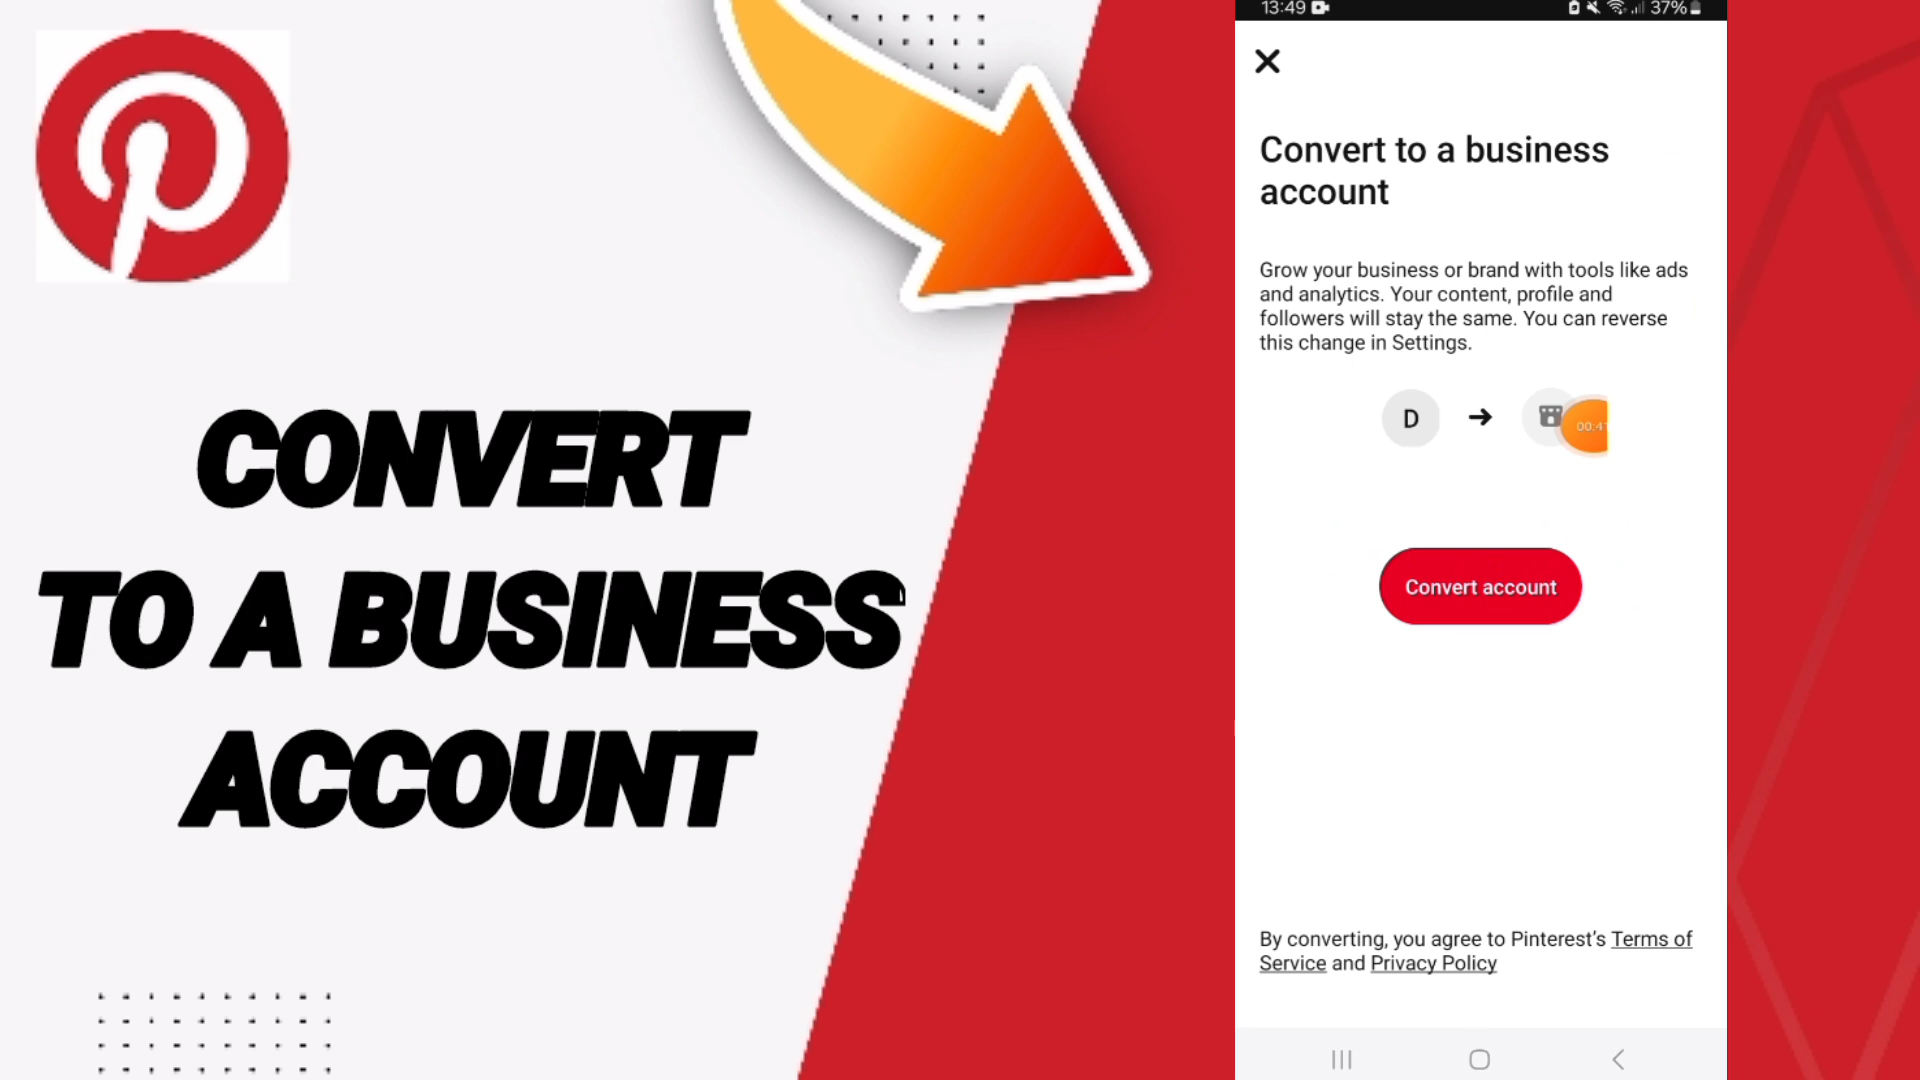 CONVERT
TO A BUSINESS
ACCOUNT
13:49
37%
Convert to a business
account
Grow your business or brand with tools like ads
and analytics. Your content, profile and
followers will stay the same. You can reverse
this change in Settings.
D
00:41
Convert account
By converting, you agree to Pinterest's Terms of
Service and Privacy Policy